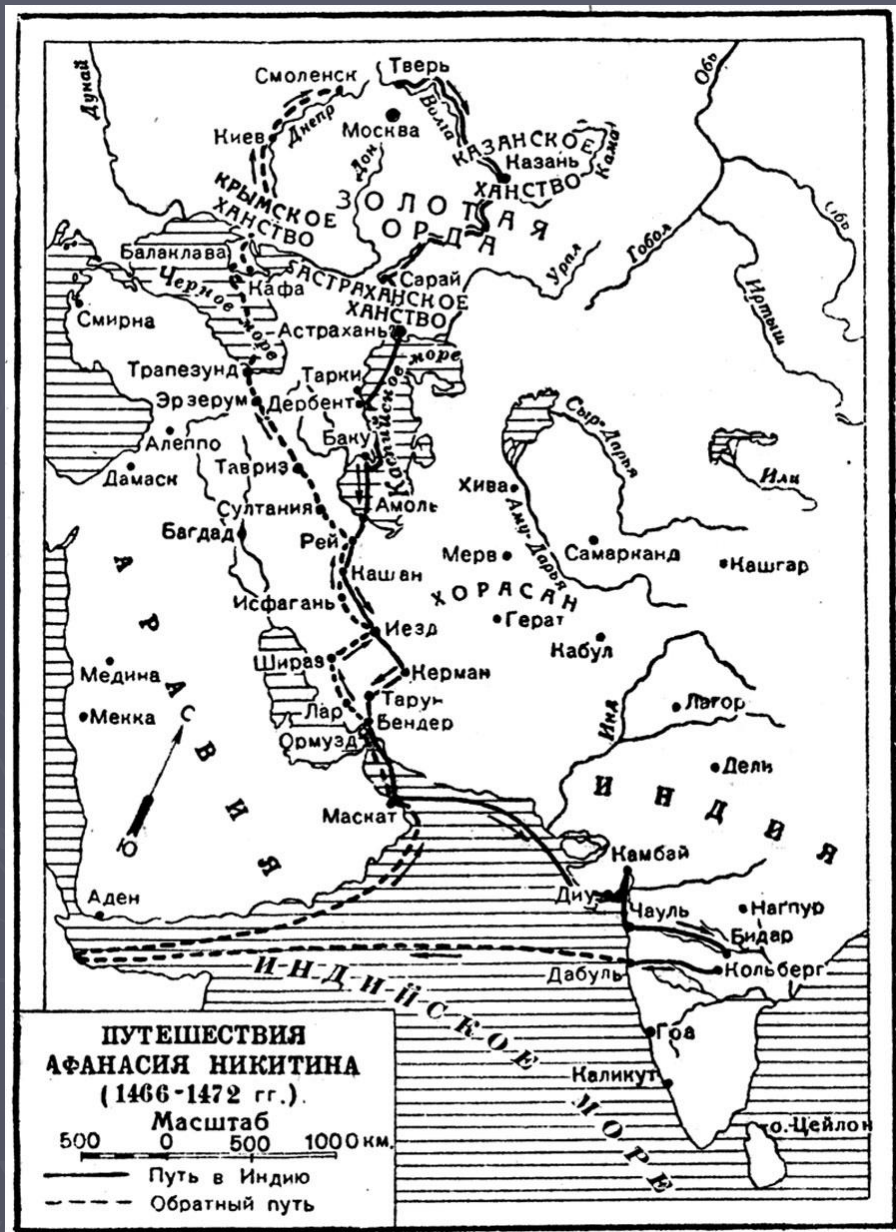 Дунай
Смоленск
Тверь
Обь
Днепр
Волга
Москва
Киев
Дон
КАЗАНСКОЕ
Казань
ХАНСТВО
Кама
КРЫМСКОЕ
ХАНСТВО
ЗОЛОТАЯ
ОРДА
Балаклава
Кафа
Черное море
Сарай
Урал
Тобол
Иртыш
АСТРАХАНСКОЕ
ХАНСТВО
Смирна
Астрахань
Трапезунд
Тарки
Каспийское море
Эрзерум
Дербент
Алеппо
Баку
Сыр-Дарья
Дамаск
Тавриз
Или
Хива
Султания
Амоль
Аму-Дарья
Багдад
Рей
Мерв
Самарканд
Кашгар
Кашан
ХОРАСАН
Исфагань
Герат
Иезд
Кабул
Шираз
Керман
Медина
Тарум
Лар
Мекка
Бендер
Инд
Лагор
Ормузд
АРАВИЯ
С
Ю
Дели
ИНДИЯ
Маскат
Камбай
Диу
Аден
Чауль
Нагпур
Бидар
Дабуль
Кольберг
ИНДИЙСКОЕ МОРЕ
Гоа
Каликут
о. Цейлон
ПУТЕШЕСТВИЯ
АФАНАСИЯ НИКИТИНА
(1466-1472 гг.).
Масштаб
500 0 500 1000 км.
Путь в Индию
Обратный путь